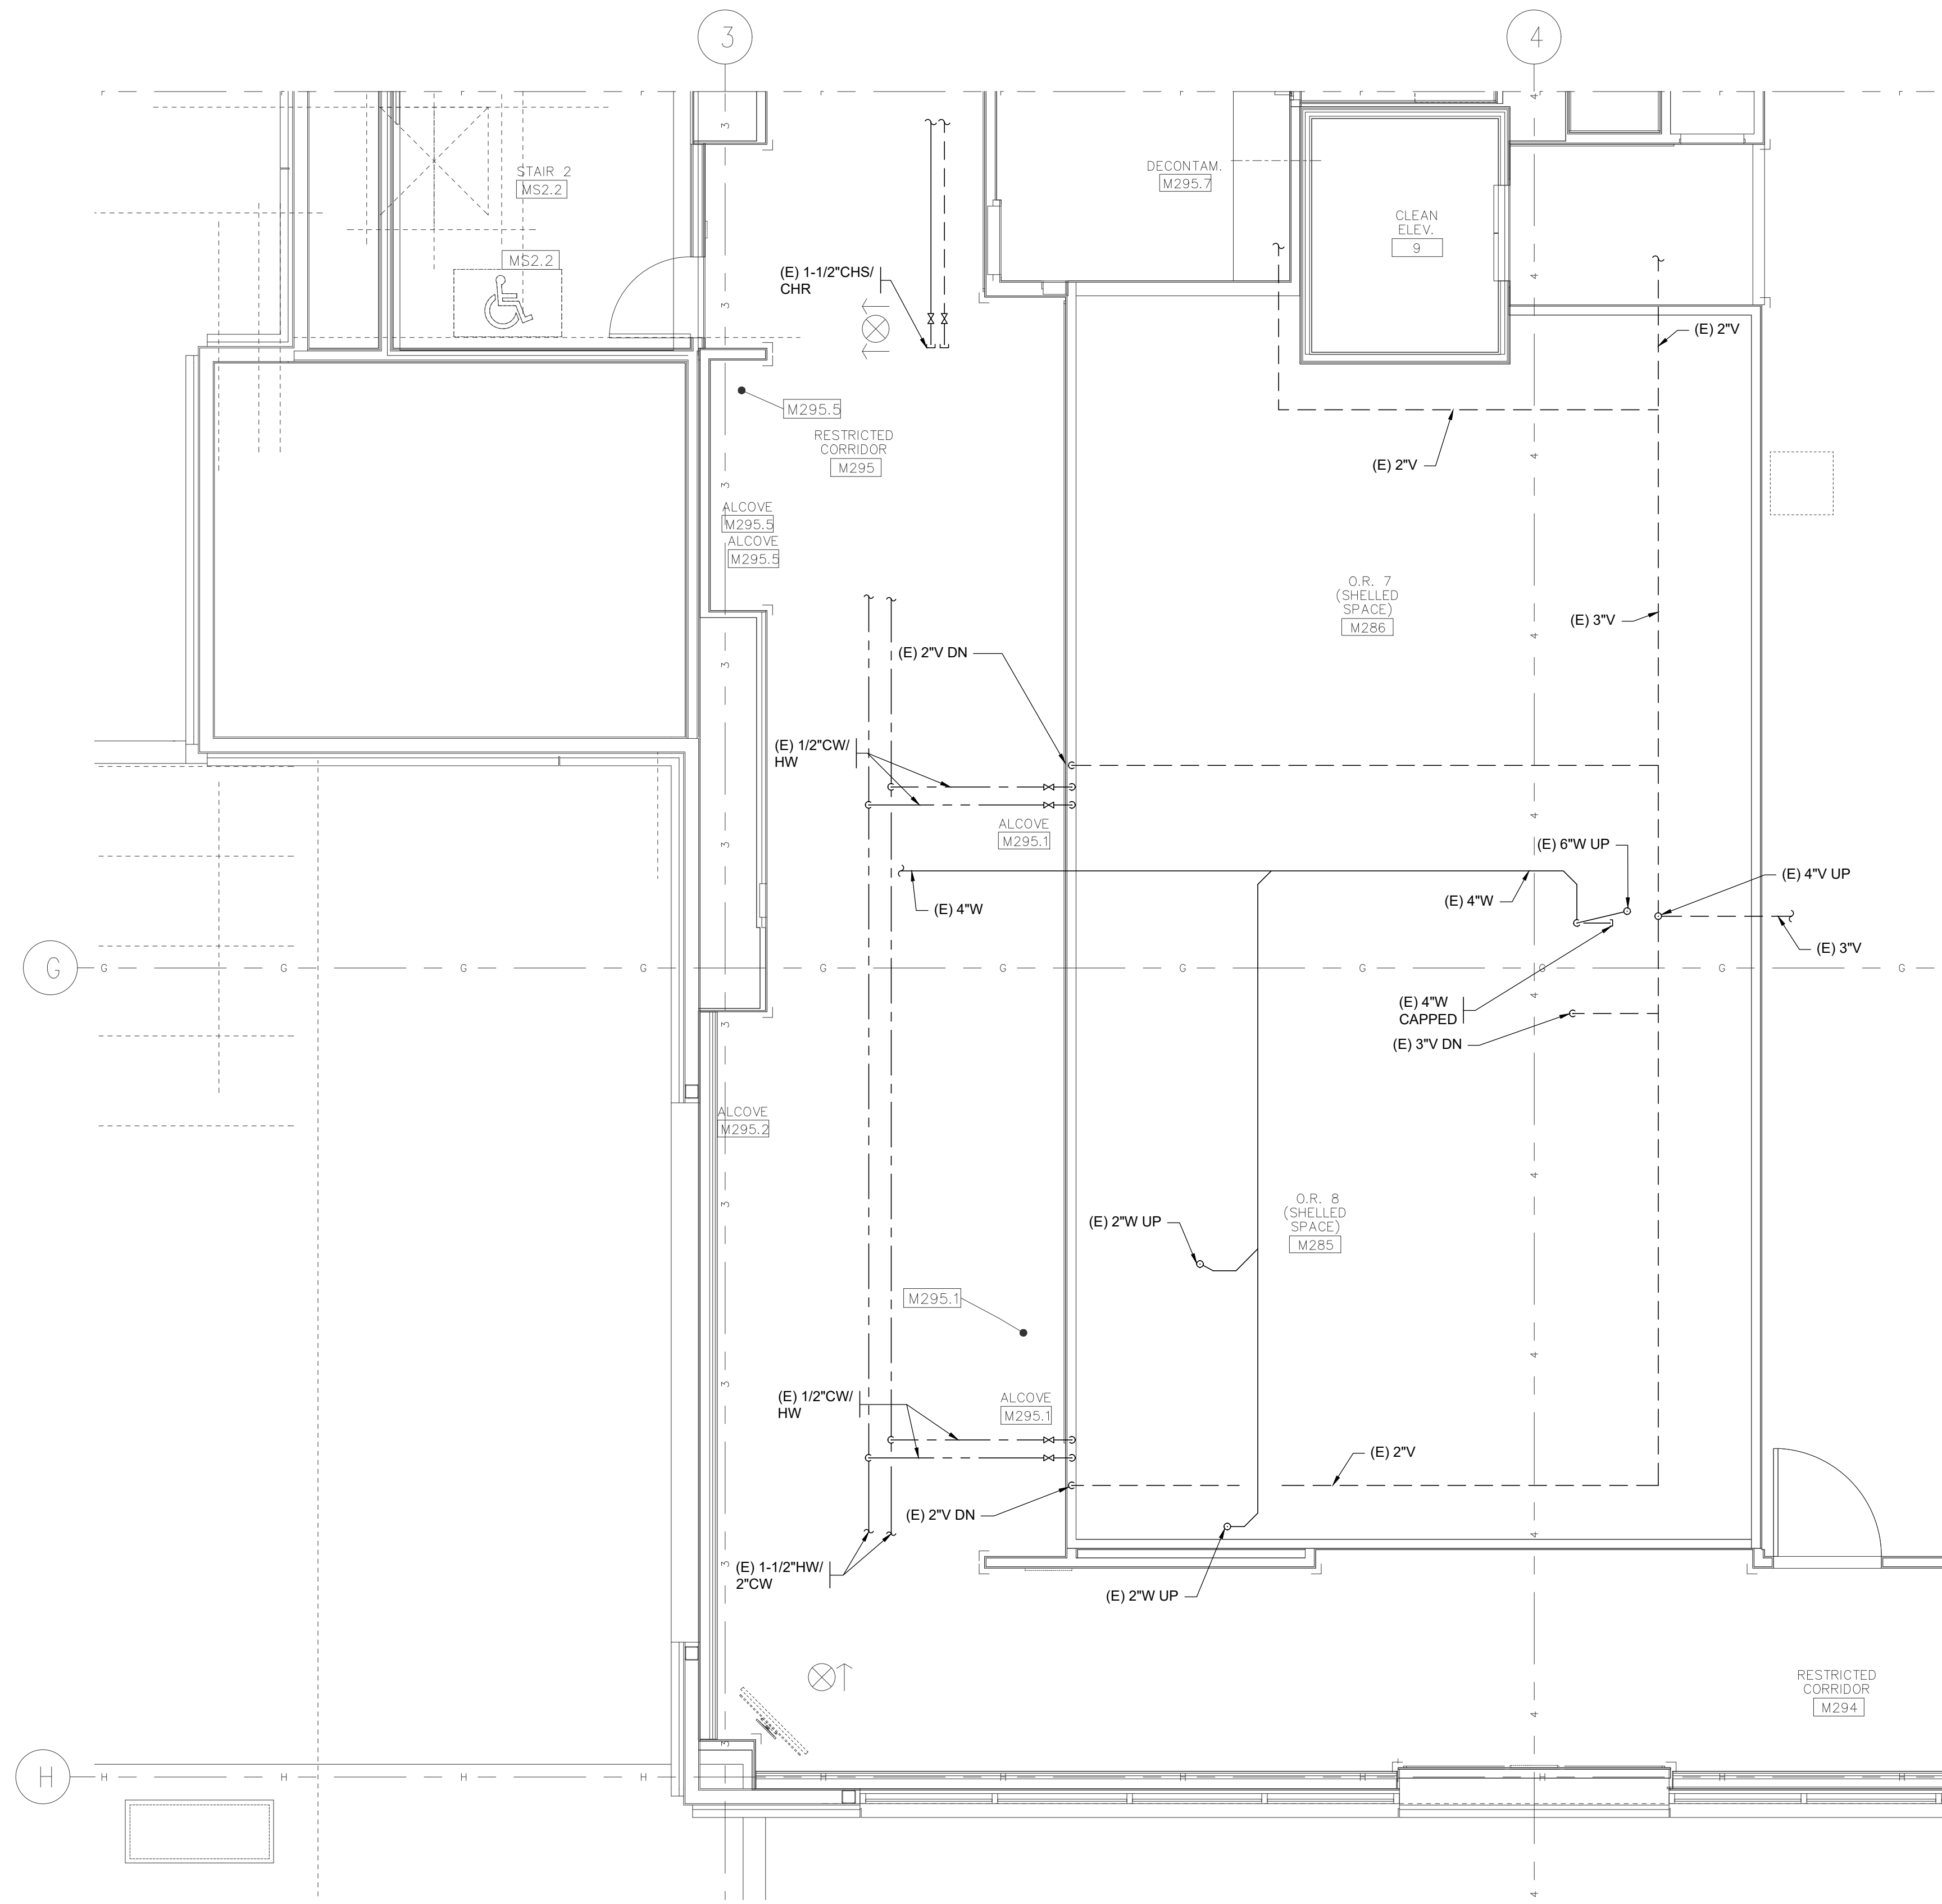 3
4
STAIR 2
MS2.2
MS2.2
DECONTAM.
M295.7
CLEAN
ELEV.
9
(E) 1-1/2"CHS/
CHR
(E) 2"V
(E) 2"V
M295.5
RESTRICTED
CORRIDOR
M295
ALCOVE
M295.5
ALCOVE
M295.5
O.R. 7
(SHELLED
SPACE)
M286
(E) 3"V
(E) 2"V DN
(E) 1/2"CW/
HW
ALCOVE
M295.1
(E) 6"W UP
(E) 4"V UP
(E) 4"W
(E) 4"W
(E) 3"V
G
G G G G G G G G G G G
(E) 4"W
CAPPED
(E) 3"V DN
ALCOVE
M295.2
O.R. 8
(SHELLED
SPACE)
M285
(E) 2"W UP
M295.1
(E) 1/2"CW/
HW
ALCOVE
M295.1
(E) 2"V
(E) 2"V DN
(E) 1-1/2"HW/
2"CW
(E) 2"W UP
RESTRICTED
CORRIDOR
M294
H
H H H H H H H H H H H